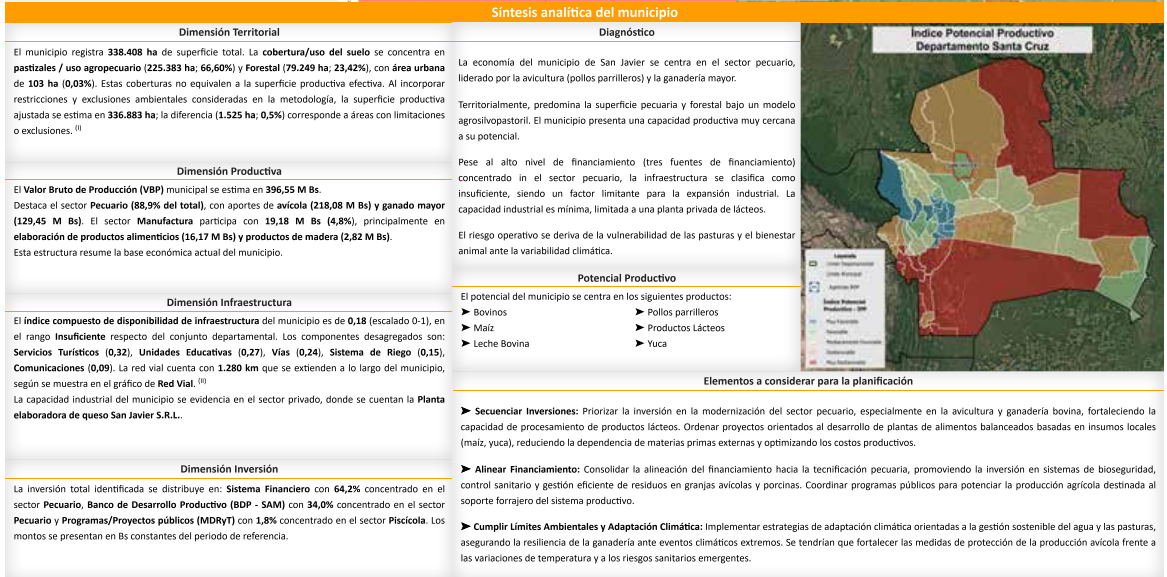 Síntesis analítica del municipio
Dimensión Territorial
El municipio registra 338.408 ha de superficie total. La cobertura/uso del suelo se concentra en
pastizales / uso agropecuario (225.383 ha; 66,60%) y Forestal (79.249 ha; 23,42%), con área urbana
de 103 ha (0,03%). Estas coberturas no equivalen a la superficie productiva efectiva. Al incorporar
restricciones y exclusiones ambientales consideradas en la metodología, la superficie productiva
ajustada se estima en 336.883 ha; la diferencia (1.525 ha; 0,5%) corresponde a áreas con limitaciones
o exclusiones. (I)
Dimensión Productiva
El Valor Bruto de Producción (VBP) municipal se estima en 396,55 M Bs.
Destaca el sector Pecuario (88,9% del total), con aportes de avícola (218,08 M Bs) y ganado mayor
(129,45 M Bs). El sector Manufactura participa con 19,18 M Bs (4,8%), principalmente en
elaboración de productos alimenticios (16,17 M Bs) y productos de madera (2,82 M Bs).
Esta estructura resume la base económica actual del municipio.
Dimensión Infraestructura
El índice compuesto de disponibilidad de infraestructura del municipio es de 0,18 (escalado 0-1), en
el rango Insuficiente respecto del conjunto departamental. Los componentes desagregados son:
Servicios Turísticos (0,32), Unidades Educativas (0,27), Vías (0,24), Sistema de Riego (0,15),
Comunicaciones (0,09). La red vial cuenta con 1.280 km que se extienden a lo largo del municipio,
según se muestra en el gráfico de Red Vial. (II)
La capacidad industrial del municipio se evidencia en el sector privado, donde se cuentan la Planta
elaboradora de queso San Javier S.R.L..
Dimensión Inversión
La inversión total identificada se distribuye en: Sistema Financiero con 64,2% concentrado en el
sector Pecuario, Banco de Desarrollo Productivo (BDP - SAM) con 34,0% concentrado en el sector
Pecuario y Programas/Proyectos públicos (MDRyT) con 1,8% concentrado en el sector Piscícola. Los
montos se presentan en Bs constantes del periodo de referencia.
Diagnóstico
La economía del municipio de San Javier se centra en el sector pecuario,
liderado por la avicultura (pollos parrilleros) y la ganadería mayor.
Territorialmente, predomina la superficie pecuaria y forestal bajo un modelo
agrosilvopastoril. El municipio presenta una capacidad productiva muy cercana
a su potencial.
Pese al alto nivel de financiamiento (tres fuentes de financiamiento)
concentrado in el sector pecuario, la infraestructura se clasifica como
insuficiente, siendo un factor limitante para la expansión industrial. La
capacidad industrial es mínima, limitada a una planta privada de lácteos.
El riesgo operativo se deriva de la vulnerabilidad de las pasturas y el bienestar
animal ante la variabilidad climática.
Potencial Productivo
El potencial del municipio se centra en los siguientes productos:
➤ Bovinos
➤ Maíz
➤ Leche Bovina
➤ Pollos parrilleros
➤ Productos Lácteos
➤ Yuca
Índice Potencial Productivo
Departamento Santa Cruz
Leyenda
Límite Departamental
Límite Municipal
Agencias BDP
Índice Potencial
Productivo - IPP
Muy Favorable
Favorable
Medianamente Favorable
Desfavorable
Muy Desfavorable
Elementos a considerar para la planificación
➤ Secuenciar Inversiones: Priorizar la inversión en la modernización del sector pecuario, especialmente en la avicultura y ganadería bovina, fortaleciendo la
capacidad de procesamiento de productos lácteos. Ordenar proyectos orientados al desarrollo de plantas de alimentos balanceados basadas en insumos locales
(maíz, yuca), reduciendo la dependencia de materias primas externas y optimizando los costos productivos.
➤ Alinear Financiamiento: Consolidar la alineación del financiamiento hacia la tecnificación pecuaria, promoviendo la inversión en sistemas de bioseguridad,
control sanitario y gestión eficiente de residuos en granjas avícolas y porcinas. Coordinar programas públicos para potenciar la producción agrícola destinada al
soporte forrajero del sistema productivo.
➤ Cumplir Límites Ambientales y Adaptación Climática: Implementar estrategias de adaptación climática orientadas a la gestión sostenible del agua y las pasturas,
asegurando la resiliencia de la ganadería ante eventos climáticos extremos. Se tendrían que fortalecer las medidas de protección de la producción avícola frente a
las variaciones de temperatura y a los riesgos sanitarios emergentes.